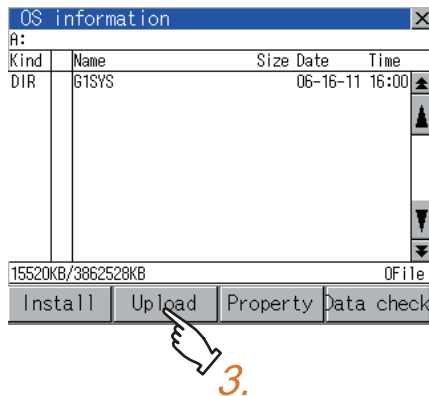 OS information
A:
Kind Name Size Date Time
DIR G1SYS 06-16-11 16:00
15520KB/3862528KB 0File
Install Upload Property Data check
3.